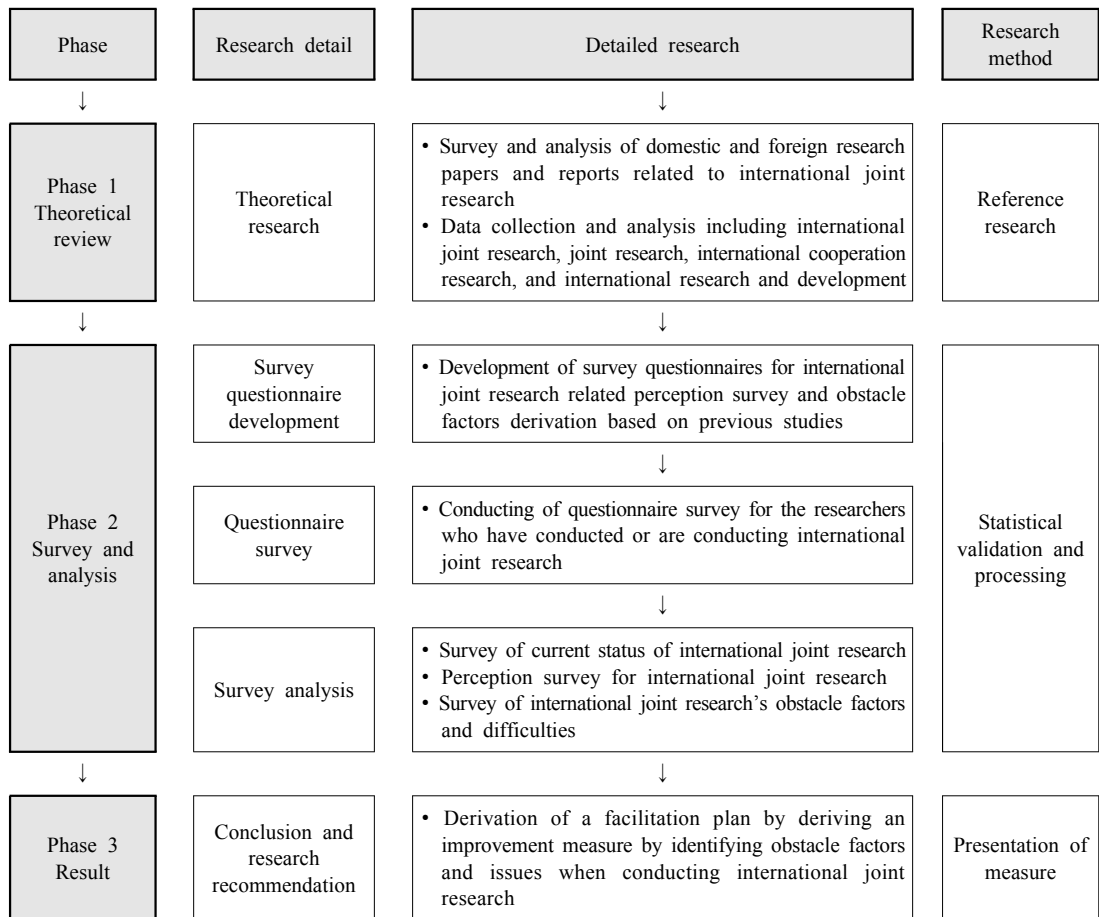 Phase
Research detail
Detailed research
Research
method
↓
↓
↓
Phase 1
Theoretical
review
Theoretical
research
• Survey and analysis of domestic and foreign research
papers and reports related to international joint
research
• Data collection and analysis including international
joint research, joint research, international cooperation
research, and international research and development
Reference
research
↓
↓
↓
Phase 2
Survey and
analysis
Survey
questionnaire
development
• Development of survey questionnaires for international
joint research related perception survey and obstacle
factors derivation based on previous studies
↓
Questionnaire
survey
• Conducting of questionnaire survey for the researchers
who have conducted or are conducting international
joint research
↓
Survey analysis
• Survey of current status of international joint research
• Perception survey for international joint research
• Survey of international joint research's obstacle factors
and difficulties
Statistical
validation and
processing
↓
↓
↓
Phase 3
Result
Conclusion and
research
recommendation
• Derivation of a facilitation plan by deriving an
improvement measure by identifying obstacle factors
and issues when conducting international joint
research
Presentation of
measure